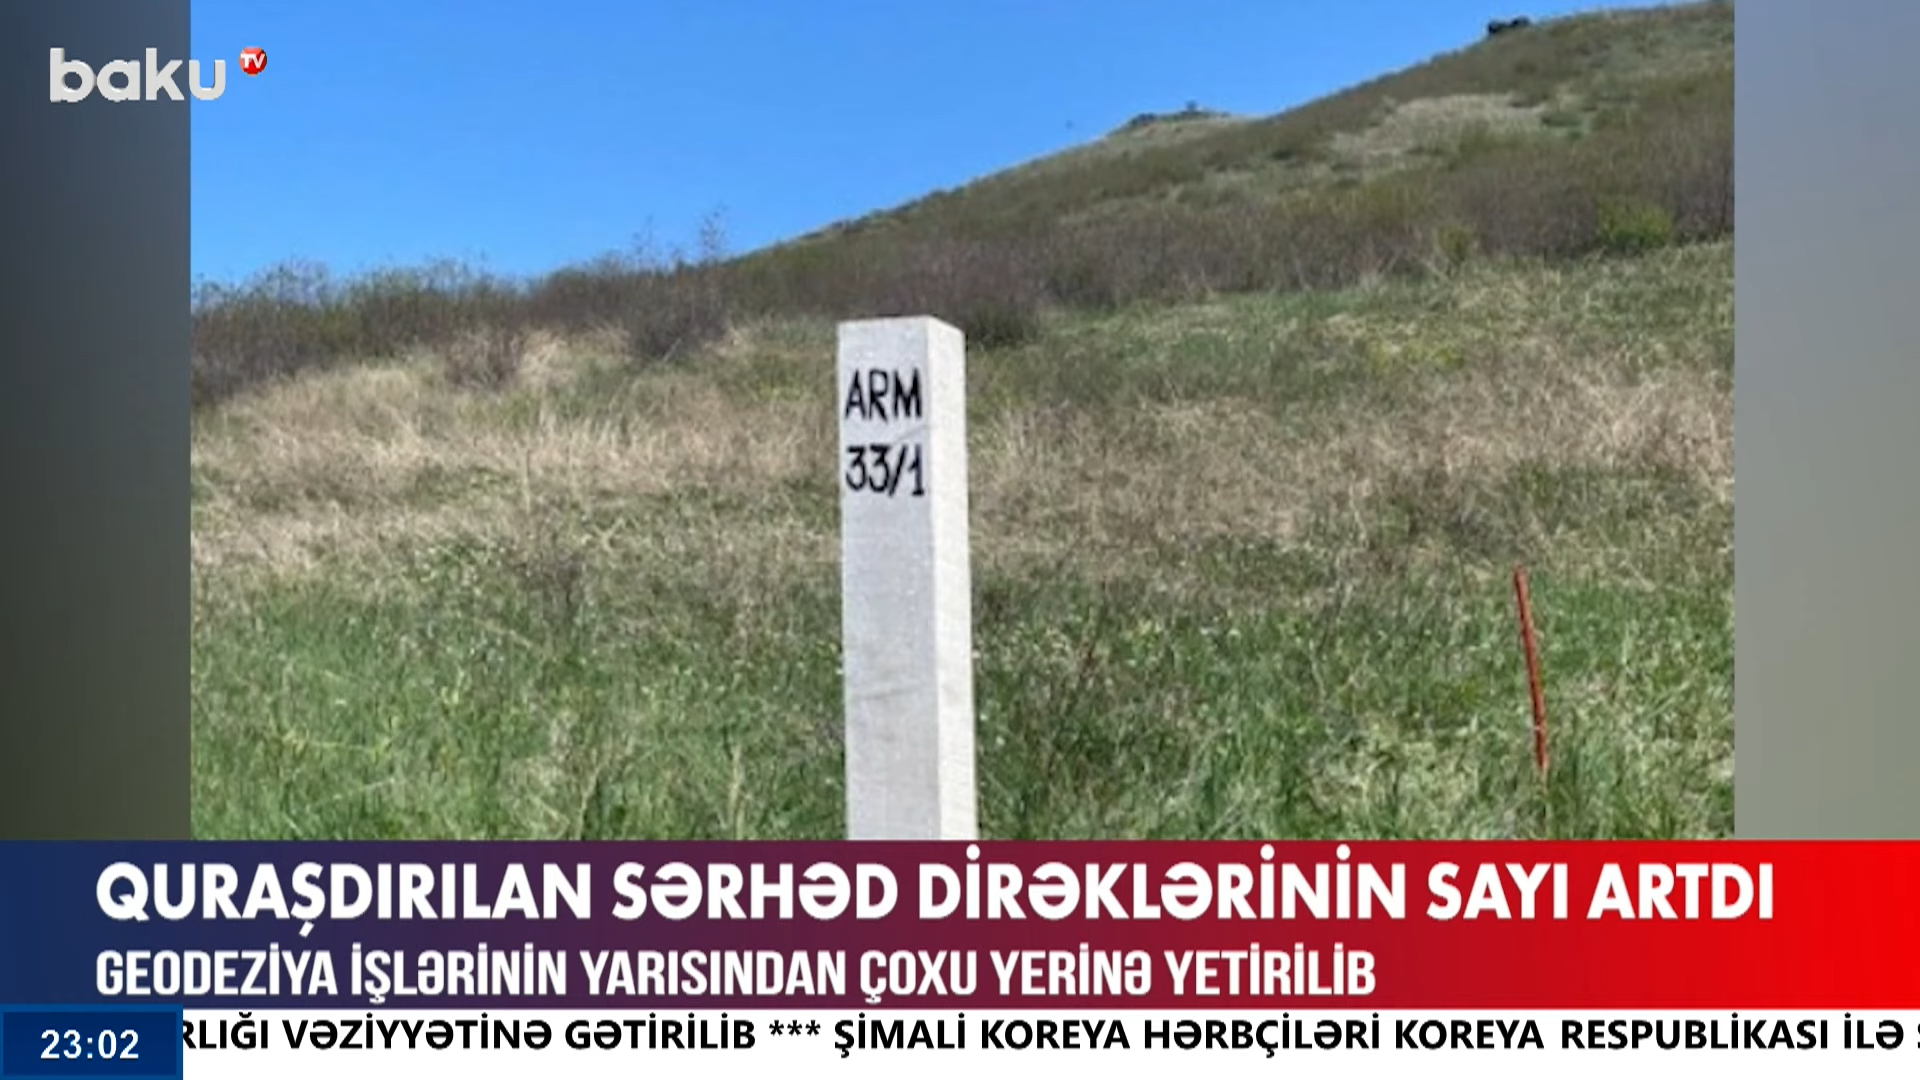 baku TV
ARM
33/1
QURAŞDIRILAN SƏRHƏD DİRƏKLƏRİNİN SAYI ARTDI
GEODEZİYA İŞLƏRİNİN YARISINDAN ÇOXU YERİNƏ YETİRİLİB
23:02
VƏZİYYƏTİNƏ GƏTİRİLİB *** ŞİMALİ KOREYA HƏRBÇİLƏRİ KOREYA RESPUBLİKASI İLƏ